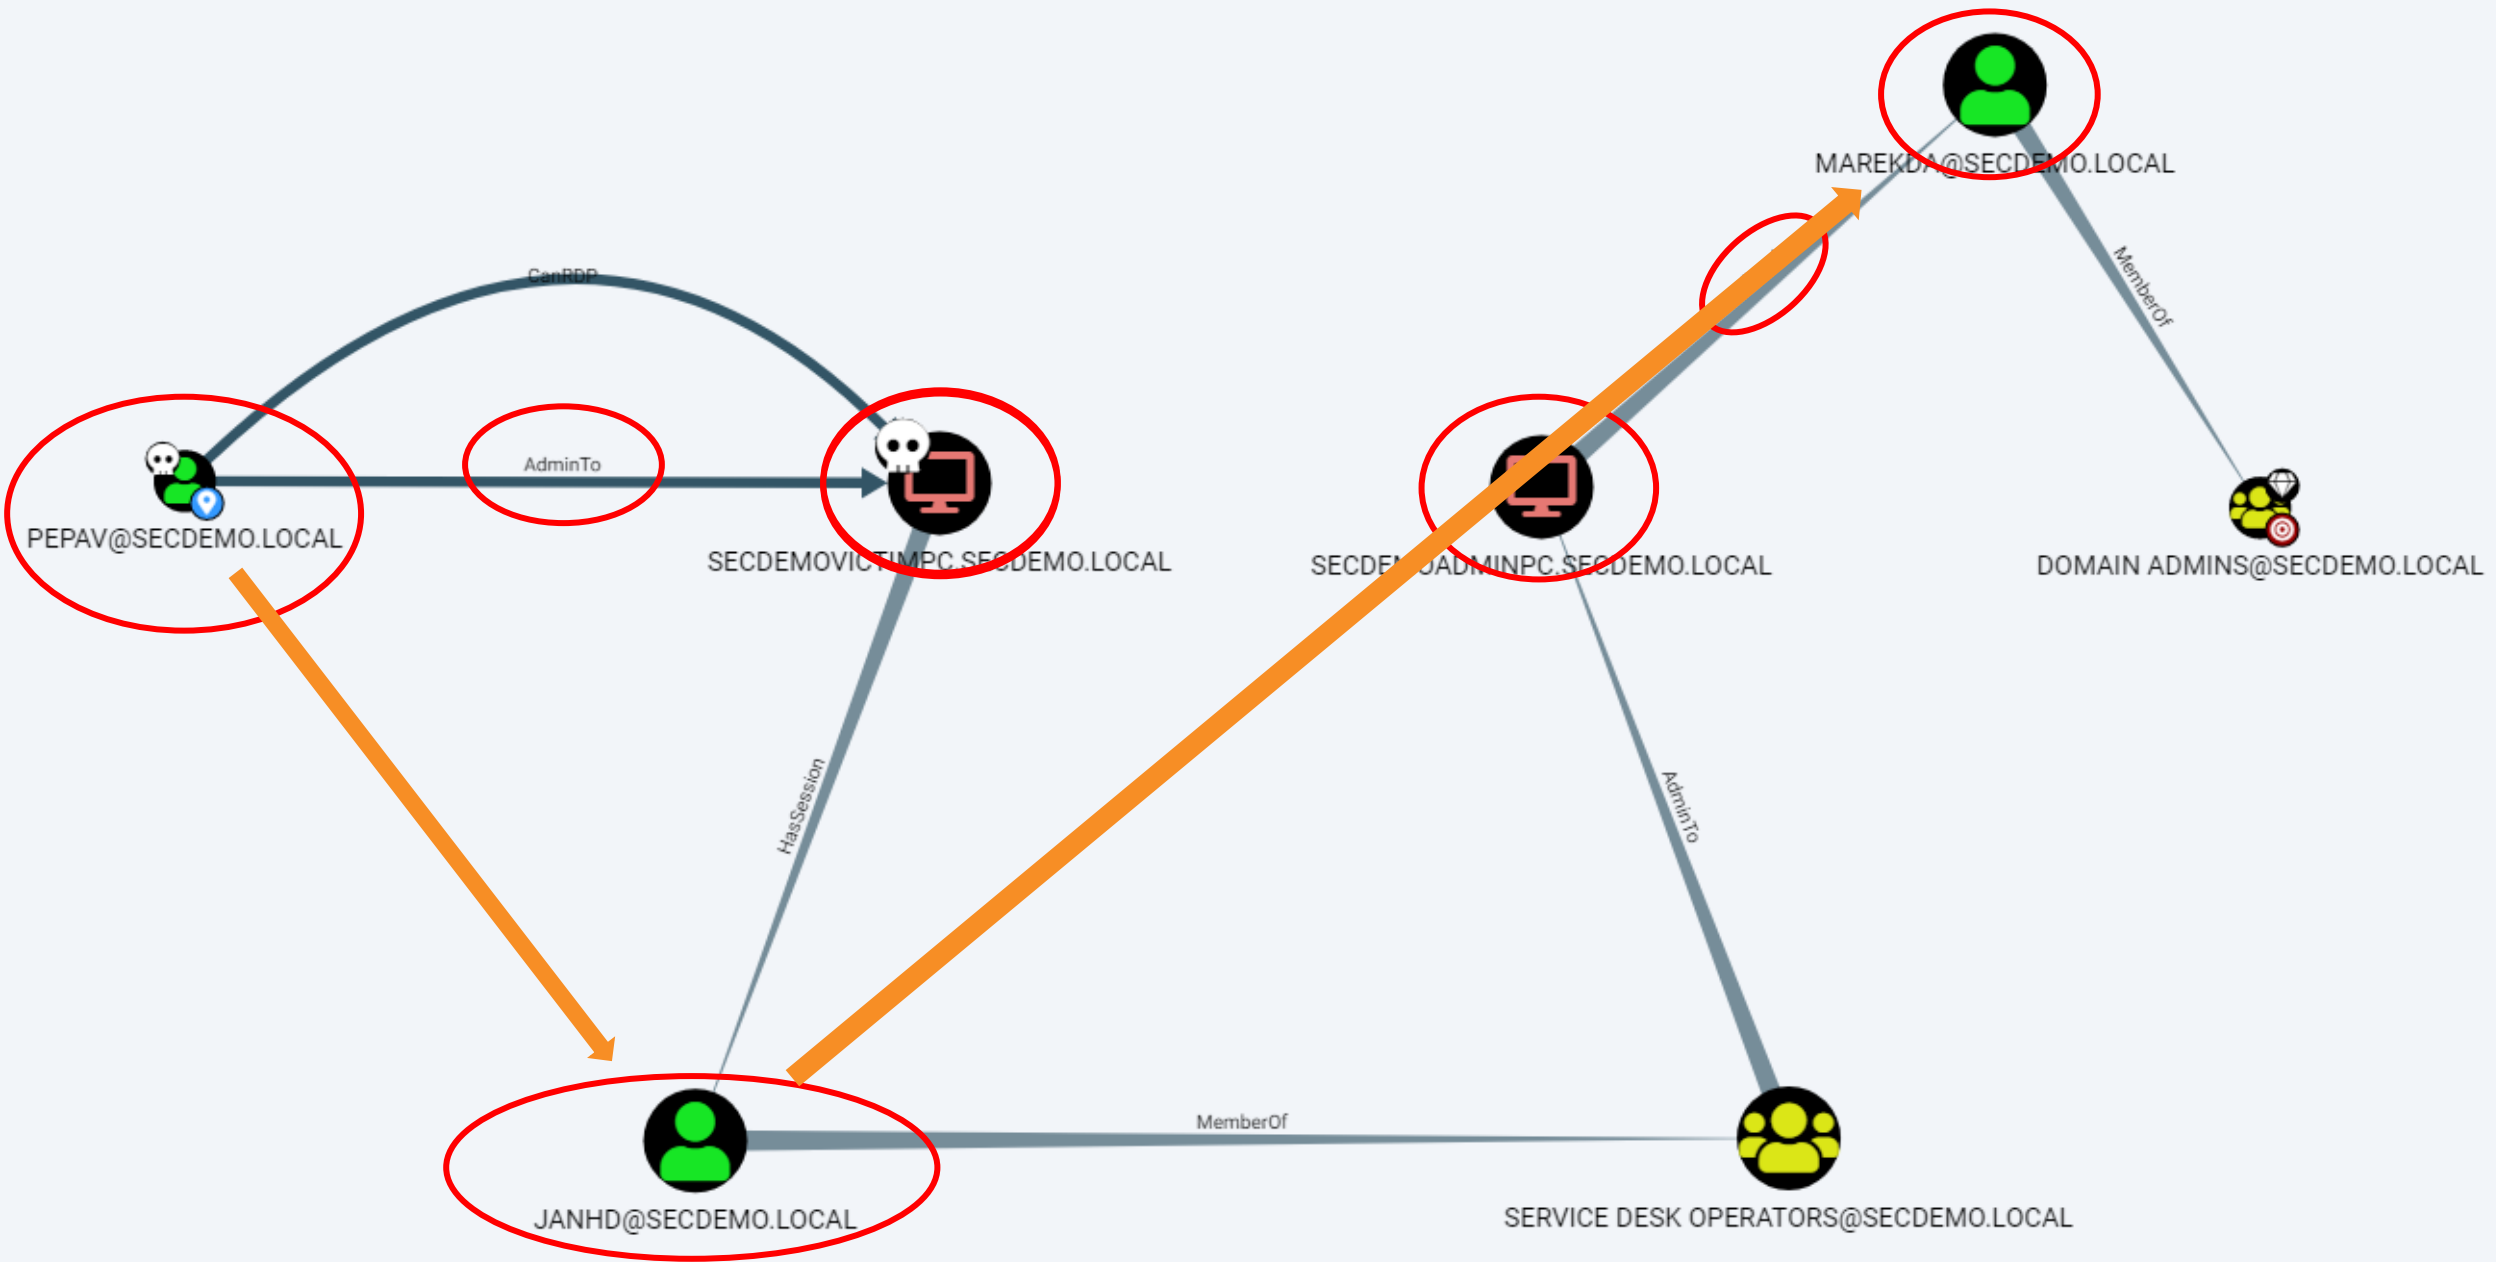 MAREKDA@SECDEMO.LOCAL
CanRDP
MemberOf
AdminTo
PEPAV@SECDEMO.LOCAL
SECDEMOVICTIMPC.SECDEMO.LOCAL
SECDEMOADMINPC.SECDEMO.LOCAL
DOMAIN ADMINS@SECDEMO.LOCAL
HasSession
AdminTo
MemberOf
JANHD@SECDEMO.LOCAL
SERVICE DESK OPERATORS@SECDEMO.LOCAL